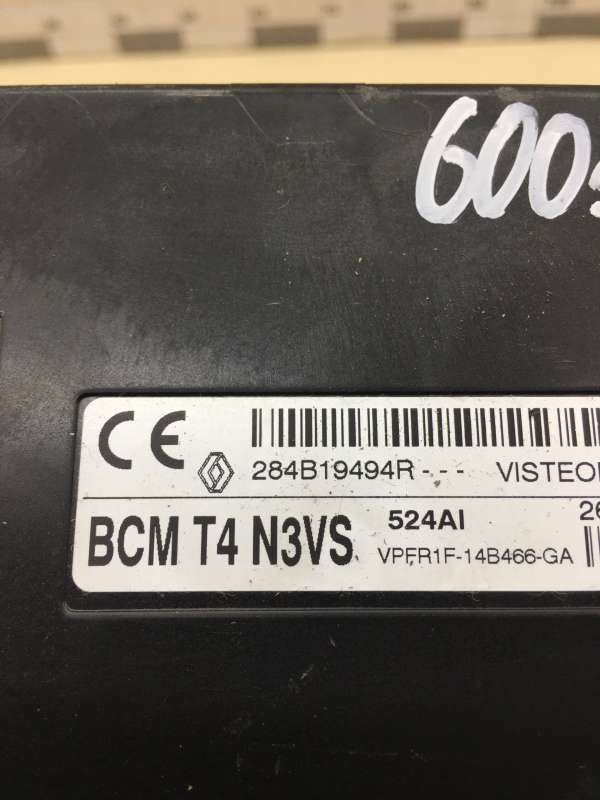 600
CE
284B19494R--- VISTEO
BCM T4 N3VS 524AI 26
VPFR1F-14B466-GA